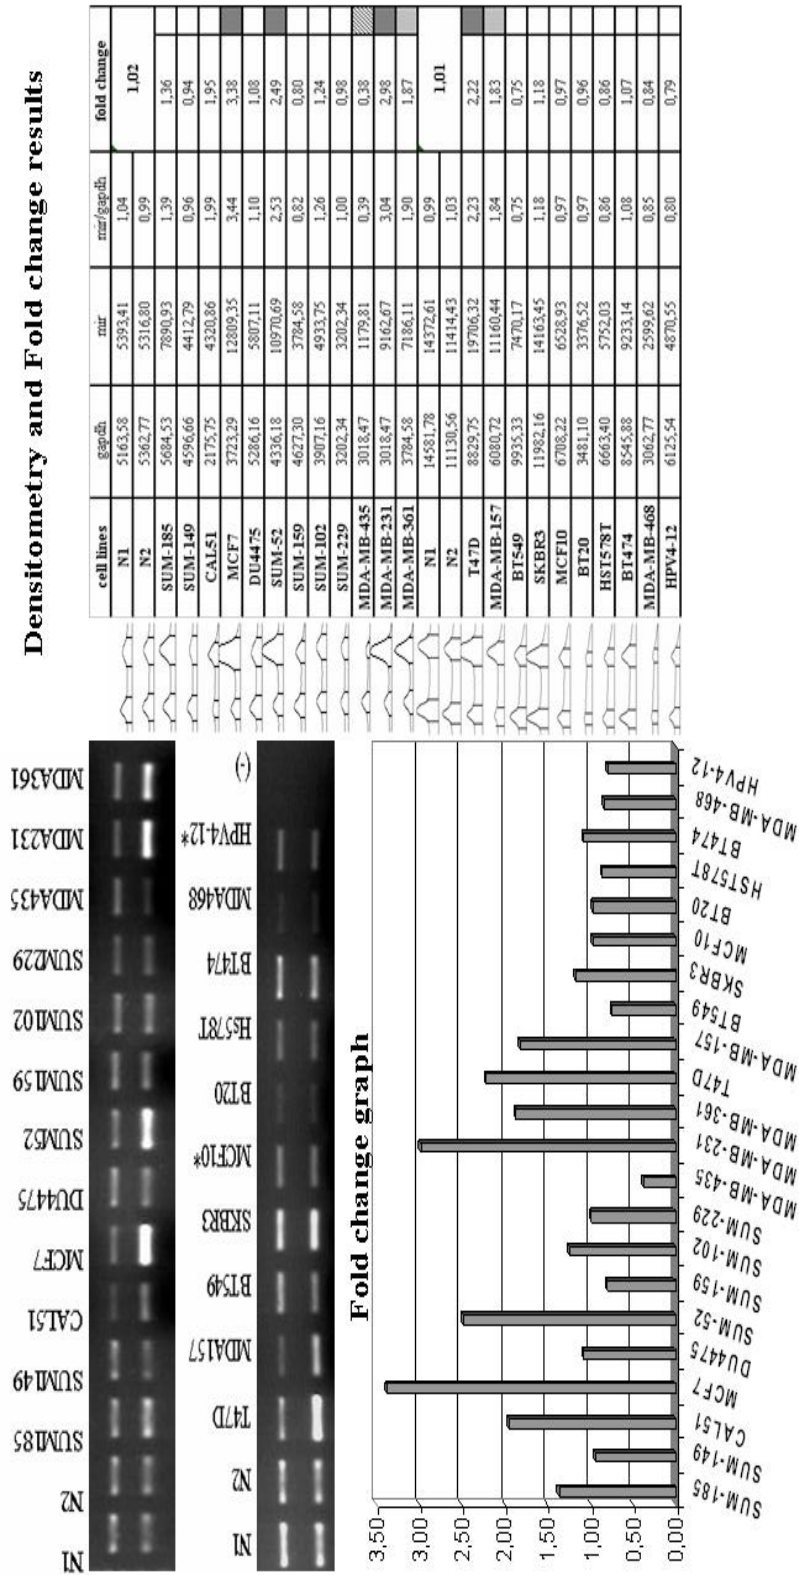 N1 N2 SUM185 SUM149 CAL51 MCF7 DU4475 SUM52 SUM159 SUM102 SUM229 MDA435 MDA231 MDA361
N1 N2 T47D MDA157 BT549 SKBR3 MCF10* BT20 Hs578T BT474 MDA468 HPV4-12* (-)
Fold change graph
3,50
3,00
2,50
2,00
1,50
1,00
0,50
0,00
SUM-185 SUM-149 CAL51 MCF7 DU4475 SUM-52 SUM-159 SUM-102 SUM-229 MDA-MB-435 MDA-MB-231 MDA-MB-361 T47D MDA-MB-157 BT549 SKBR3 MCF10 BT20 HST578T BT474 MDA-MB-468 HPV4-12
Densitometry and Fold change results
cell lines gapdh mir mir/gapdh fold change
N1 5163,58 5393,41 1,04 1,02
N2 5362,77 5316,80 0,99
SUM-185 5684,53 7890,93 1,39 1,36
SUM-149 4596,66 4412,79 0,96 0,94
CAL51 2175,75 4320,86 1,99 1,95
MCF7 3723,29 12809,35 3,44 3,38
DU4475 5286,16 5807,11 1,10 1,08
SUM-52 4336,18 10970,69 2,53 2,49
SUM-159 4627,30 3784,58 0,82 0,80
SUM-102 3907,16 4933,75 1,26 1,24
SUM-229 3202,34 3202,34 1,00 0,98
MDA-MB-435 3018,47 1179,81 0,39 0,38
MDA-MB-231 3018,47 9162,67 3,04 2,98
MDA-MB-361 3784,58 7186,11 1,90 1,87
N1 14581,78 14372,61 0,99 1,01
N2 11130,56 11414,43 1,03
T47D 8829,75 19706,32 2,23 2,22
MDA-MB-157 6080,72 11160,44 1,84 1,83
BT549 9935,33 7470,17 0,75 0,75
SKBR3 11982,16 14163,45 1,18 1,18
MCF10 6708,22 6528,93 0,97 0,97
BT20 3481,10 3376,52 0,97 0,96
HST578T 6663,40 5752,03 0,86 0,86
BT474 8545,88 9233,14 1,08 1,07
MDA-MB-468 3062,77 2599,62 0,85 0,84
HPV4-12 6125,54 4870,55 0,80 0,79